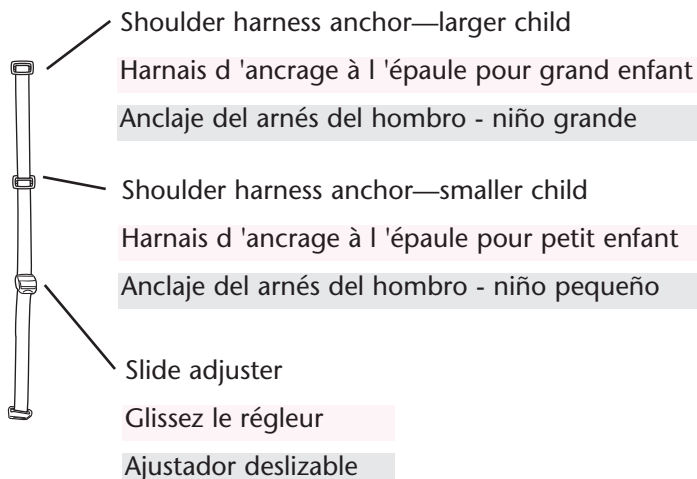 Shoulder harness anchor—larger child
Harnais d 'ancrage à l 'épaule pour grand enfant
Anclaje del arnés del hombro - niño grande
Shoulder harness anchor—smaller child
Harnais d 'ancrage à l 'épaule pour petit enfant
Anclaje del arnés del hombro - niño pequeño
Slide adjuster
Glissez le régleur
Ajustador deslizable